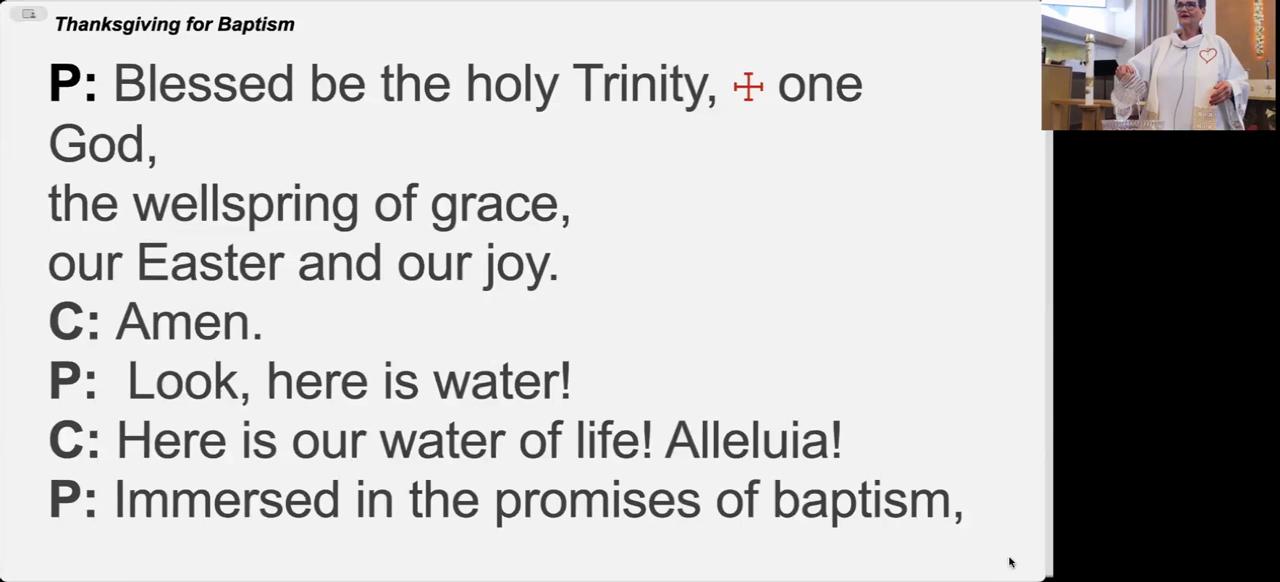 Thanksgiving for Baptism
P: Blessed be the holy Trinity, ☩ one
God,
the wellspring of grace,
our Easter and our joy.
C: Amen.
P: Look, here is water!
C: Here is our water of life! Alleluia!
P: Immersed in the promises of baptism,